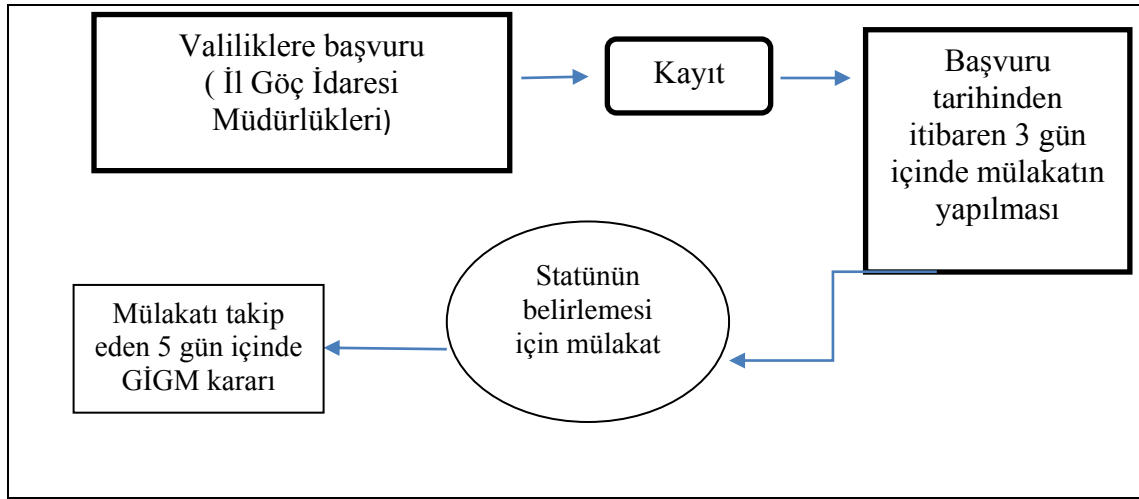 Valiliklere başvuru
( İl Göç İdaresi
Müdürlükleri)
Kayıt
Başvuru
tarihinden
itibaren 3 gün
içinde mülakatın
yapılması
Statünün
belirlemesi
için mülakat
Mülakatı takip
eden 5 gün içinde
GİGM kararı